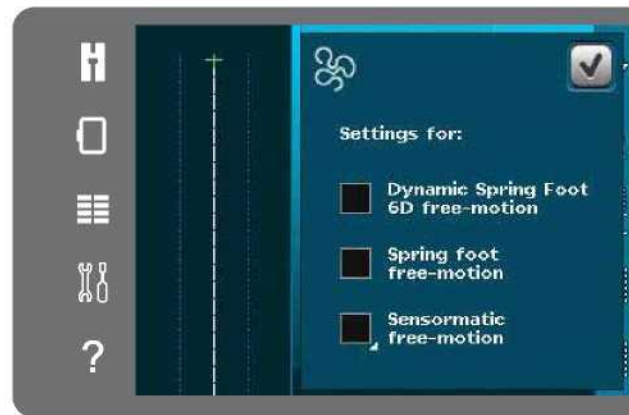 Settings for:
Dynamic Spring Foot
6D free-motion
Spring foot
free-motion
Sensormatic
free-motion
?